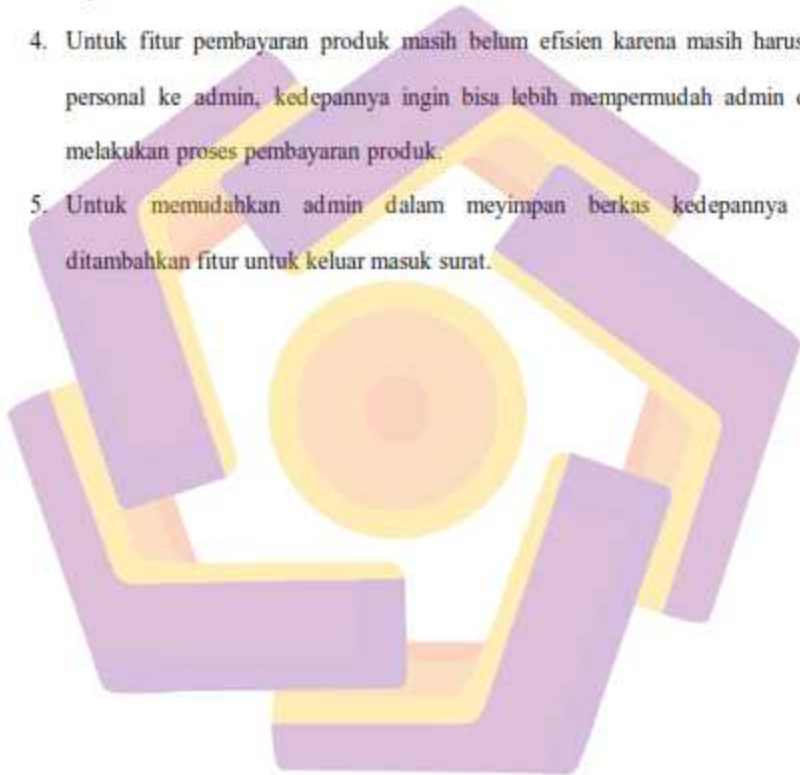 4. Untuk fitur pembayaran produk masih belum efisien karena masih harus
personal ke admin, kedepannya ingin bisa lebih mempermudah admin
melakukan proses pembayaran produk.
5. Untuk memudahkan admin dalam meyimpan berkas kedepannya
ditambahkan fitur untuk keluar masuk surat.